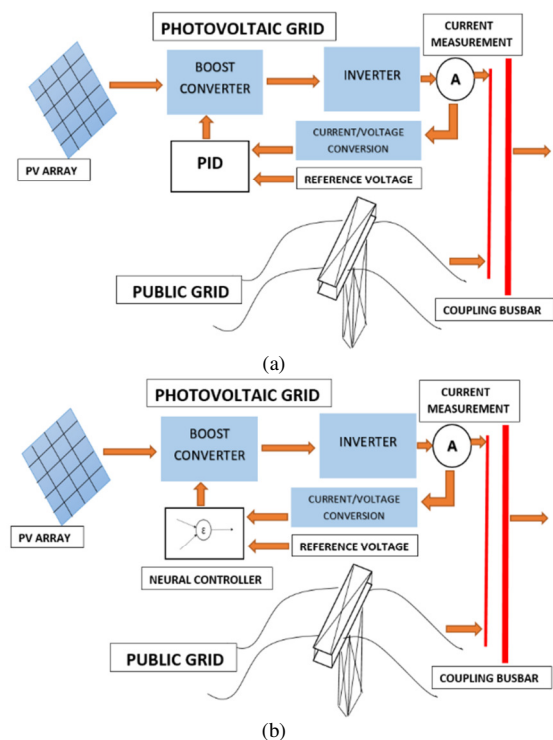 PHOTOVOLTAIC GRID
CURRENT
MEASUREMENT
BOOST
CONVERTER
INVERTER
A
CURRENT/VOLTAGE
CONVERSION
PID
REFERENCE VOLTAGE
PV ARRAY
PUBLIC GRID
COUPLING BUSBAR
(a)
PHOTOVOLTAIC GRID
CURRENT
MEASUREMENT
BOOST
CONVERTER
INVERTER
A
CURRENT/VOLTAGE
CONVERSION
ε
REFERENCE VOLTAGE
PV ARRAY
NEURAL CONTROLLER
PUBLIC GRID
COUPLING BUSBAR
(b)